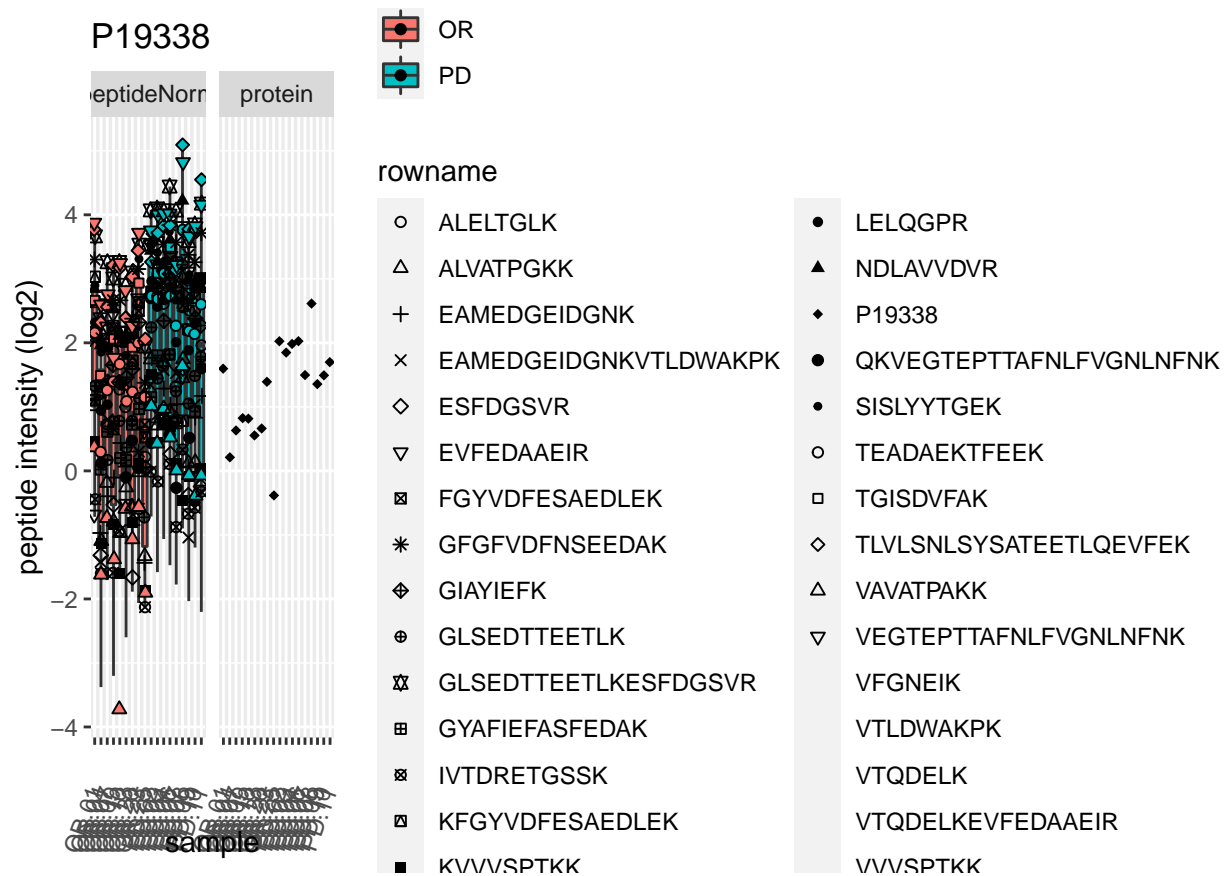 P19338
OR
PD
protein
rowname
ALELTGLK
ALVATPGKK
EAMEDGEIDGNK
EAMEDGEIDGNKVTLDWAKPK
ESFDGSVR
EVFEDAAEIR
FGYVDFESAEDLEK
GFGFVDFNSEEDAK
GIAYIEFK
GLSEDTTEETLK
GLSEDTTEETLKESFDGSVR
GYAFIEFASFEDAK
IVTDRETGSSK
KFGYVDFESAEDLEK
KVVVSPTKK
LELQGPR
NDLAVVDVR
P19338
QKVEGTEPTTAFNLFVGNLNFNK
SISLYYTGEK
TEADAEKTFEEK
TGISDVFAK
TLVLSNLSYSATEETLQEVFEK
VAVATPAKK
VEGTEPTTAFNLFVGNLNFNK
VFGNEIK
VTLDWAKPK
VTQDELK
VTQDELKEVFEDAAEIR
VVVSPTKK
peptide intensity (log2)
4
2
0
−2
−4
sample